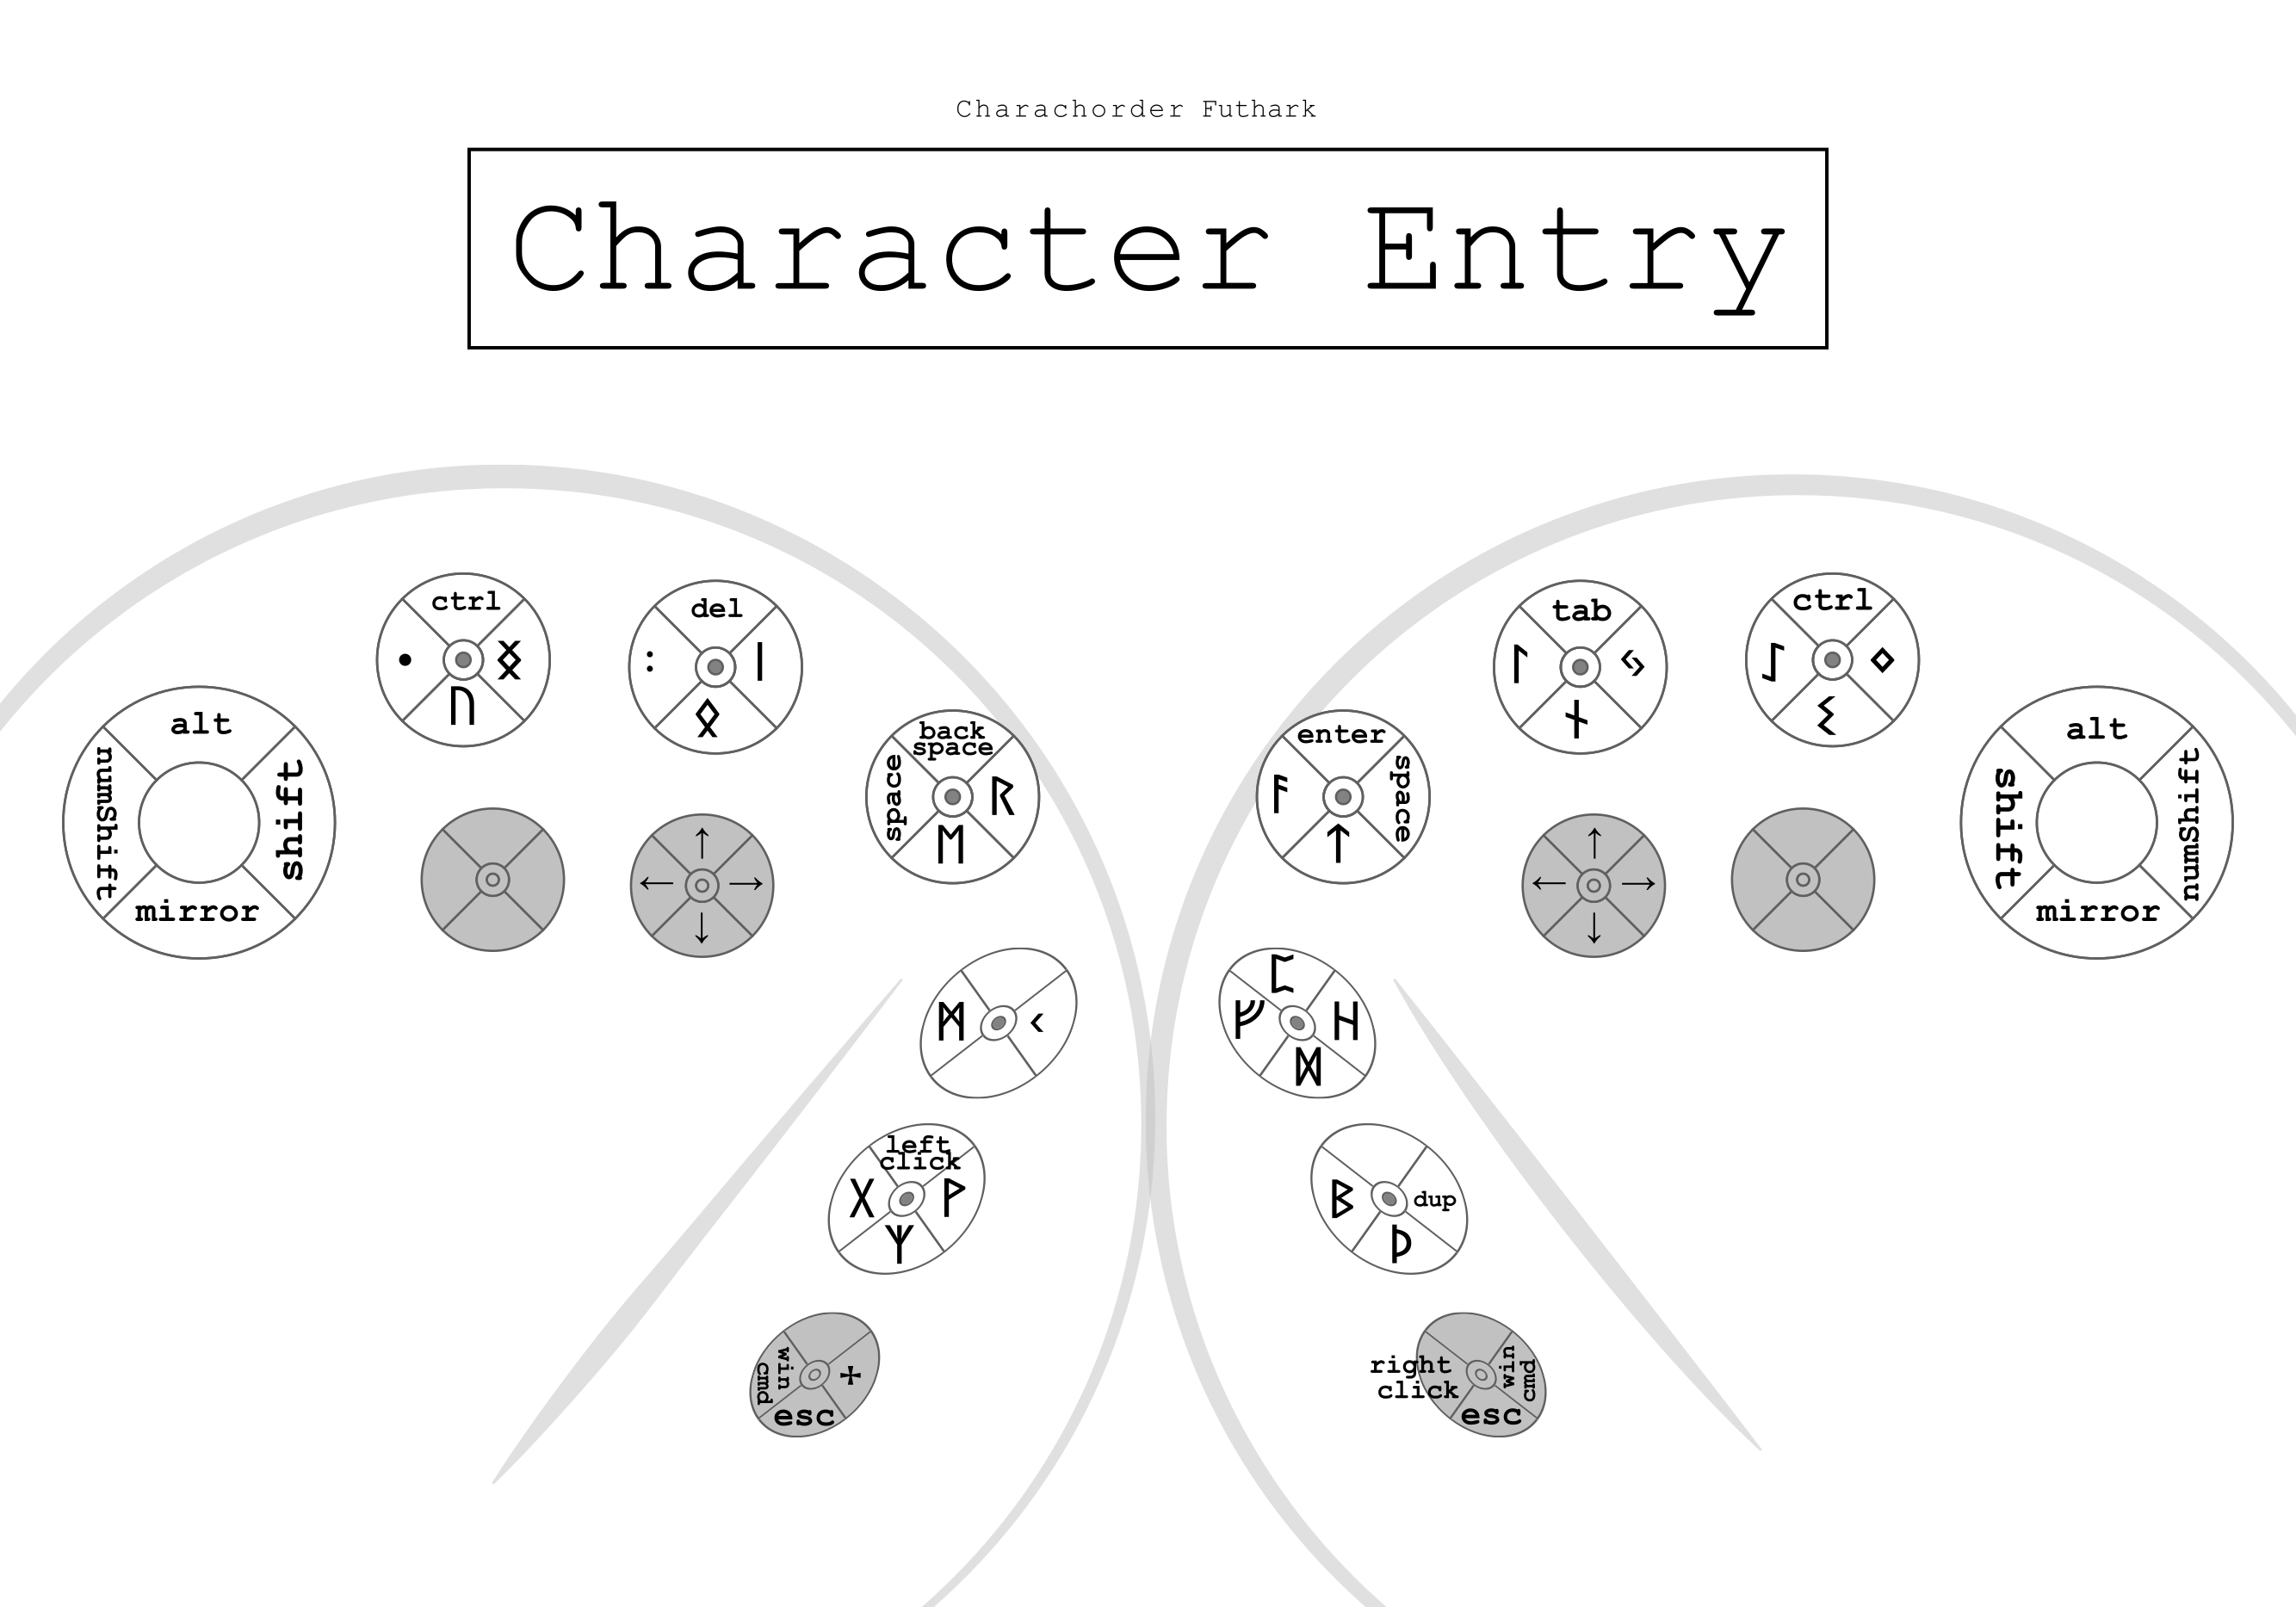 Charachorder Futhark
Character Entry
ctrl
• ᛝ
ᚢ
del
: ᛁ
ᛟ
tab
ᛚ ᛃ
ᚾ
ctrl
ᛇ ᛜ
ᛊ
alt
numShift shift
mirror
back
space
space ᚱ
ᛖ
enter
ᚨ space
ᛏ
alt
shift numShift
mirror
↑
← →
↓
↑
← →
↓
ᛗ ᚲ
ᛈ
ᚠ ᚺ
ᛞ
left
click
ᚷ ᚹ
ᛉ
ᛒ dup
ᚦ
win
cmd ♱
esc
right
click
win
cmd
esc